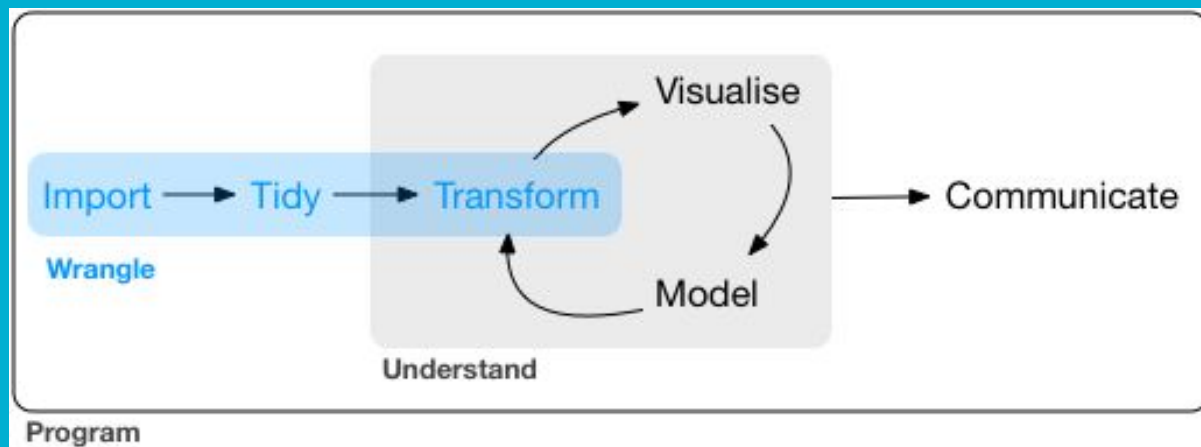 Visualise
Import Tidy Transform Communicate
Wrangle
Model
Understand
Program